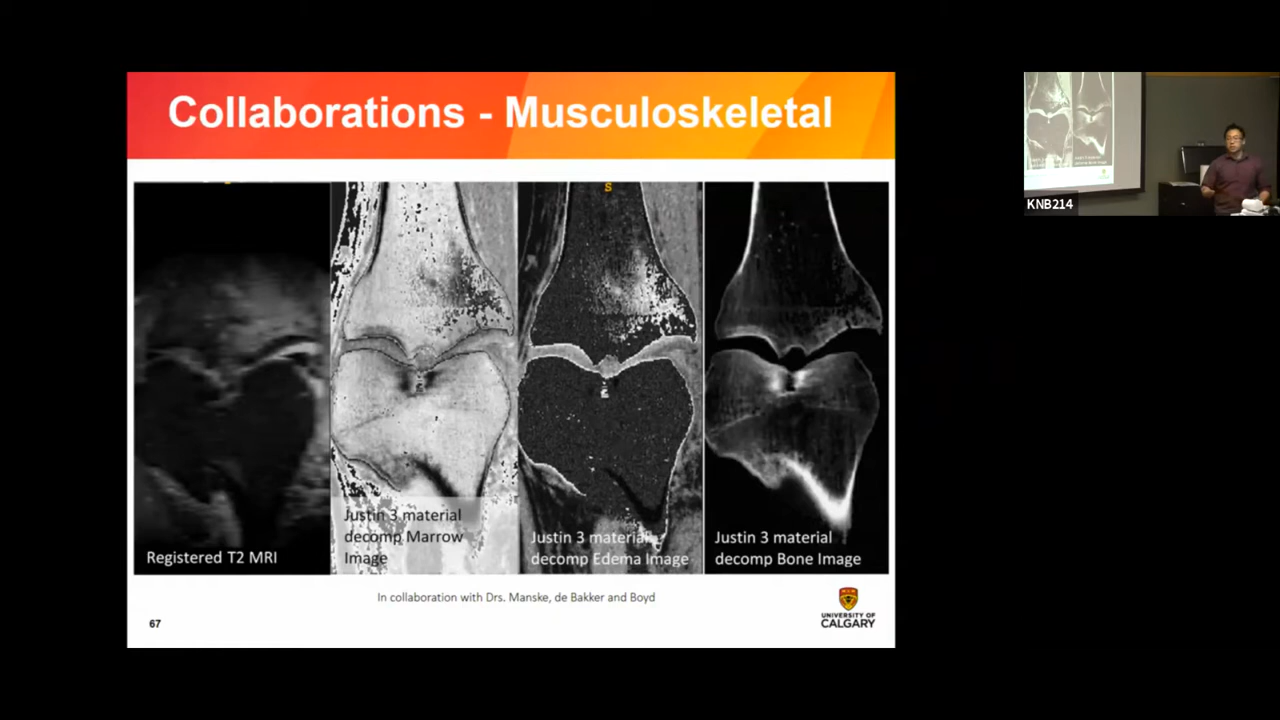 Collaborations - Musculoskeletal
S
Registered T2 MRI
Justin 3 material
decomp Marrow
Image
Justin 3 material
decomp Edema Image
Justin 3 material
decomp Bone Image
In collaboration with Drs. Manske, de Bakker and Boyd
67
UNIVERSITY OF
CALGARY
KNB214